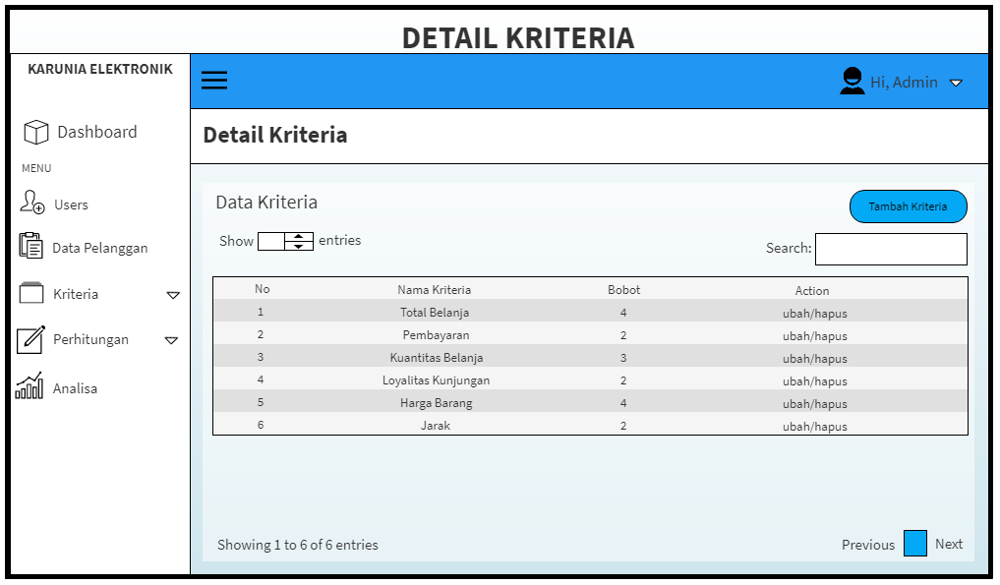 DETAIL KRITERIA
KARUNIA ELEKTRONIK
Hi, Admin
Dashboard
MENU
Users
Data Pelanggan
Kriteria
Perhitungan
Analisa
Detail Kriteria
Data Kriteria
Tambah Kriteria
Show entries
Search:
No Nama Kriteria Bobot Action
1 Total Belanja 4 ubah/hapus
2 Pembayaran 2 ubah/hapus
3 Kuantitas Belanja 3 ubah/hapus
4 Loyalitas Kunjungan 2 ubah/hapus
5 Harga Barang 4 ubah/hapus
6 Jarak 2 ubah/hapus
Showing 1 to 6 of 6 entries
Previous Next